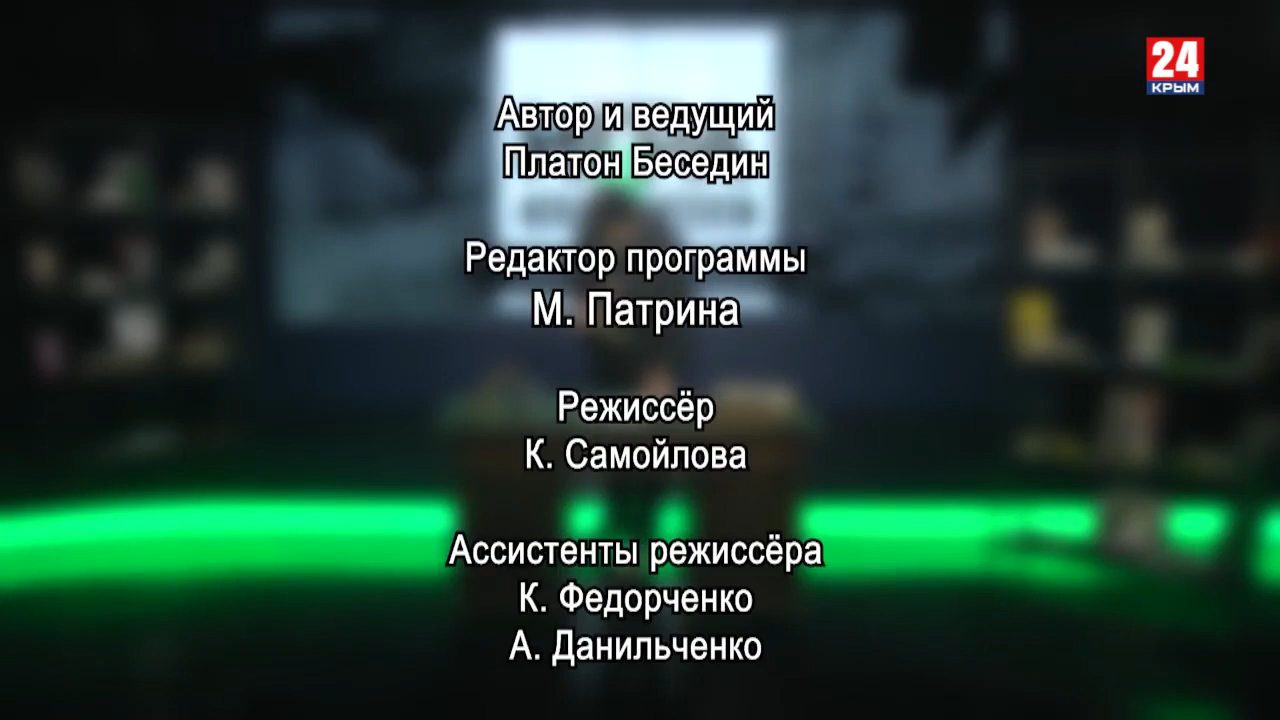 24
КРЫМ
Автор и ведущий
Платон Беседин
Редактор программы
М. Патрина
Режиссёр
К. Самойлова
Ассистенты режиссёра
К. Федорченко
А. Данильченко